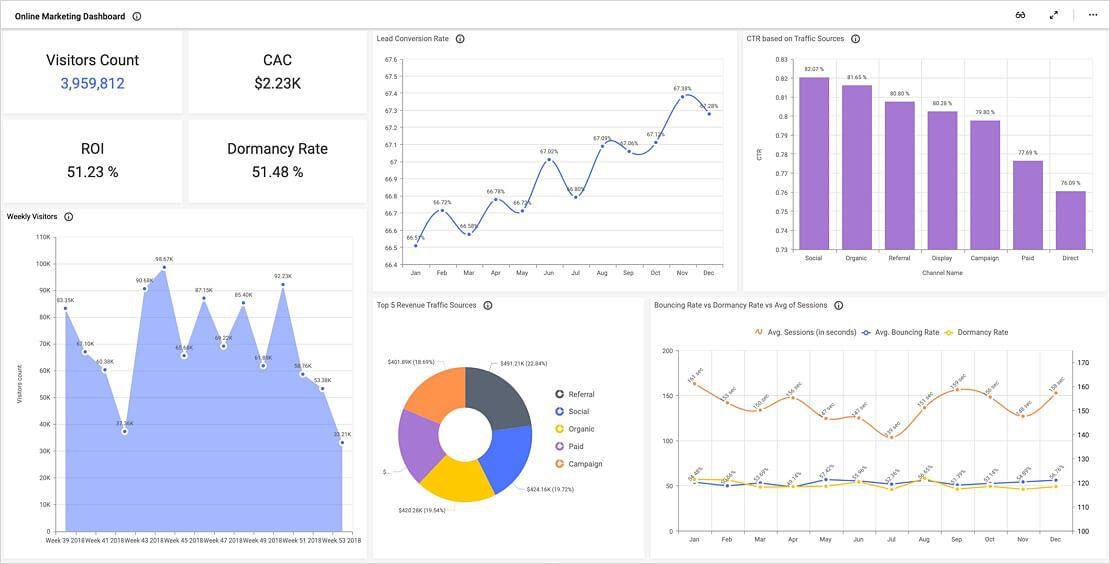 Online Marketing Dashboard
Visitors Count
3,959,812
CAC
$2.23K
ROI
51.23 %
Dormancy Rate
51.48 %
Weekly Visitors
110K
100K
90K
80K
70K
60K
50K
40K
30K
20K
10K
0
Visitors count
83.35K
67.10K
60.38K
90.68K
98.67K
87.15K
69.22K
85.40K
92.23K
58.76K
53.38K
33.21K
Week 39 2018
Week 41 2018
Week 43 2018
Week 45 2018
Week 47 2018
Week 49 2018
Week 51 2018
Week 53 2018
Lead Conversion Rate
67.6
67.5
67.4
67.3
67.2
67.1
67
66.9
66.8
66.7
66.6
66.5
66.4
66.51%
66.72%
66.58%
66.78%
67.02%
66.80%
67.09%
67.06%
67.12%
67.38%
67.28%
Jan
Feb
Mar
Apr
May
Jun
Jul
Aug
Sep
Oct
Nov
Dec
CTR based on Traffic Sources
0.83
0.82
0.81
0.8
0.79
0.78
0.77
0.76
0.75
0.74
0.73
CTR
82.07 %
81.65 %
80.80 %
80.28 %
79.80 %
77.69 %
76.09 %
Social
Organic
Referral
Display
Campaign
Paid
Direct
Channel Name
Top 5 Revenue Traffic Sources
$401.89K (18.69%)
$491.21K (22.84%)
$...
$424.16K (19.72%)
$420.28K (19.54%)
Referral
Social
Organic
Paid
Campaign
Bouncing Rate vs Dormancy Rate vs Avg of Sessions
Avg. Sessions (in seconds)
Avg. Bouncing Rate
Dormancy Rate
200
150
100
50
0
170
160
150
140
130
120
110
100
161 sec
153 sec
150 sec
156 sec
147 sec
147 sec
139 sec
151 sec
159 sec
156 sec
148 sec
158 sec
Jan
Feb
Mar
Apr
May
Jun
Jul
Aug
Sep
Oct
Nov
Dec